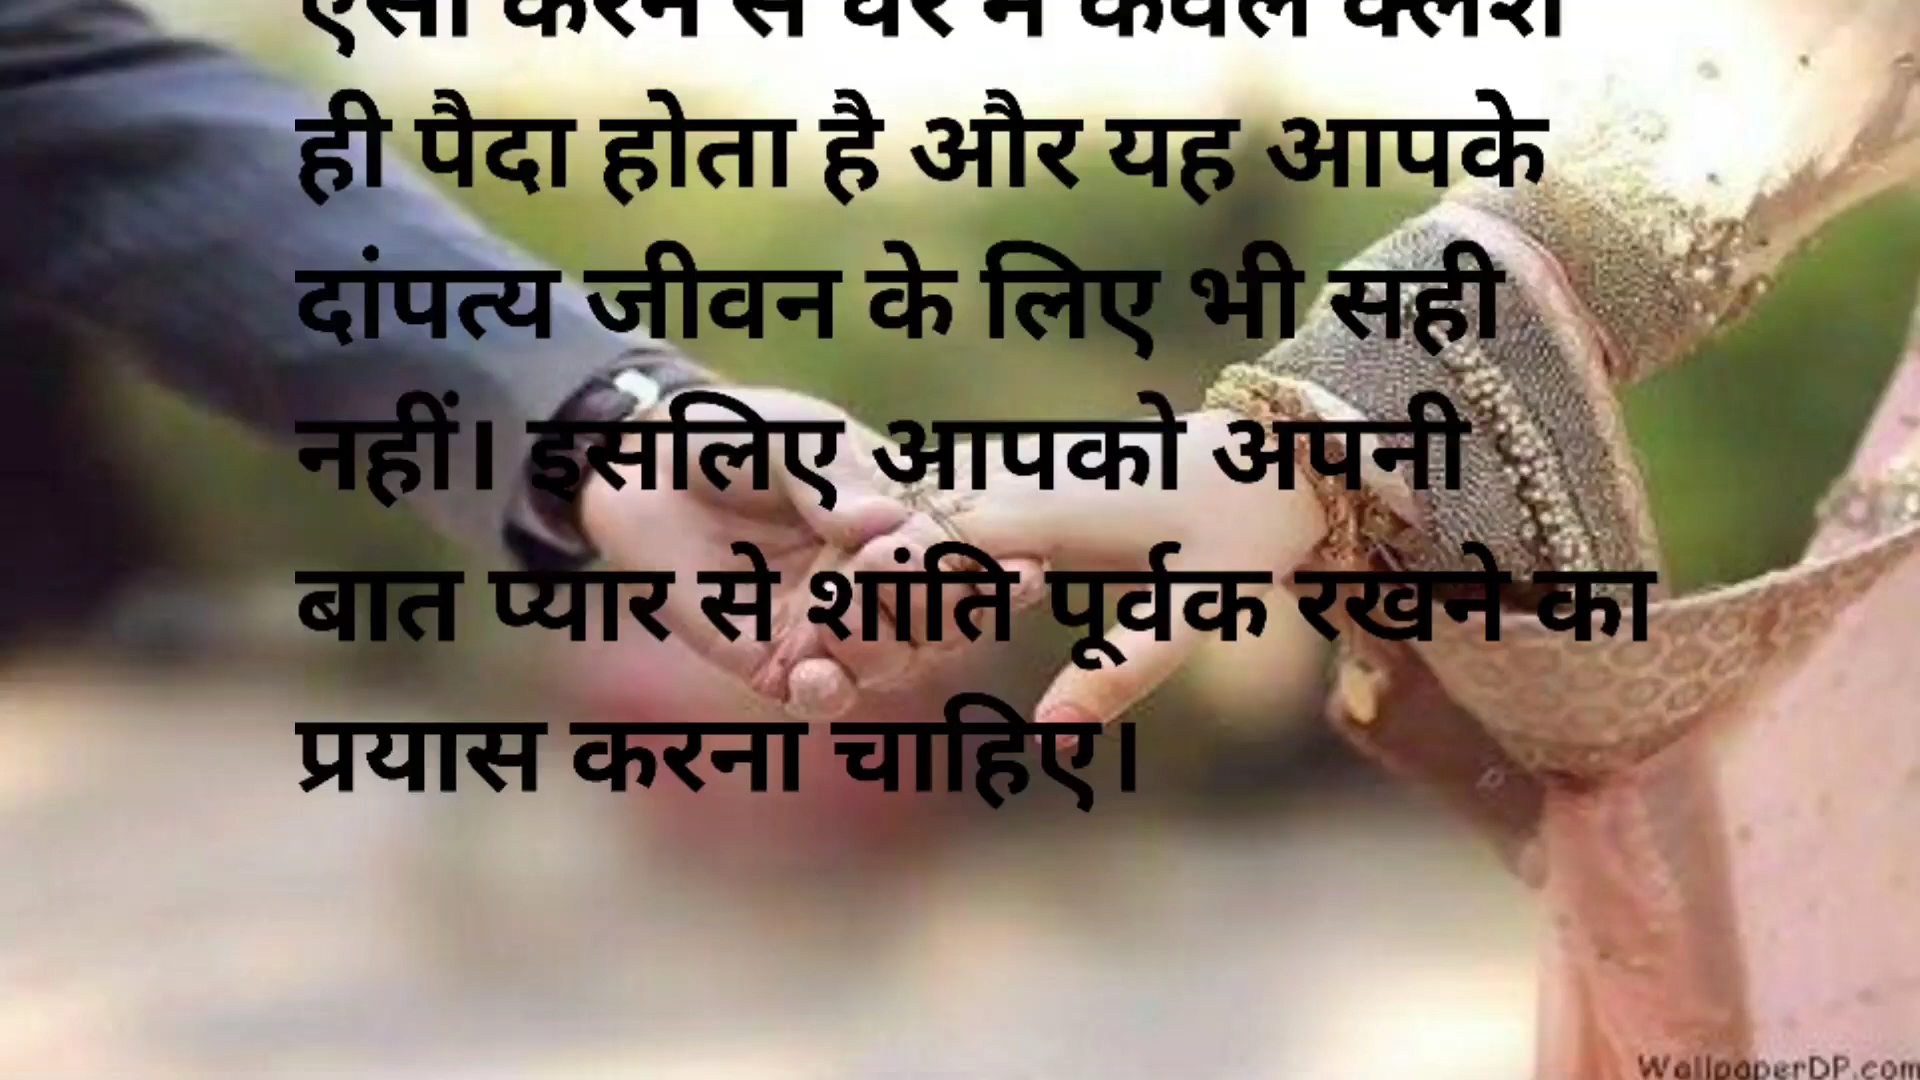 ऐसा करने से घर में केवल क्लेश
ही पैदा होता है और यह आपके
दांपत्य जीवन के लिए भी सही
नहीं। इसलिए आपको अपनी
बात प्यार से शांति पूर्वक रखने का
प्रयास करना चाहिए।
WallpaperDP.com